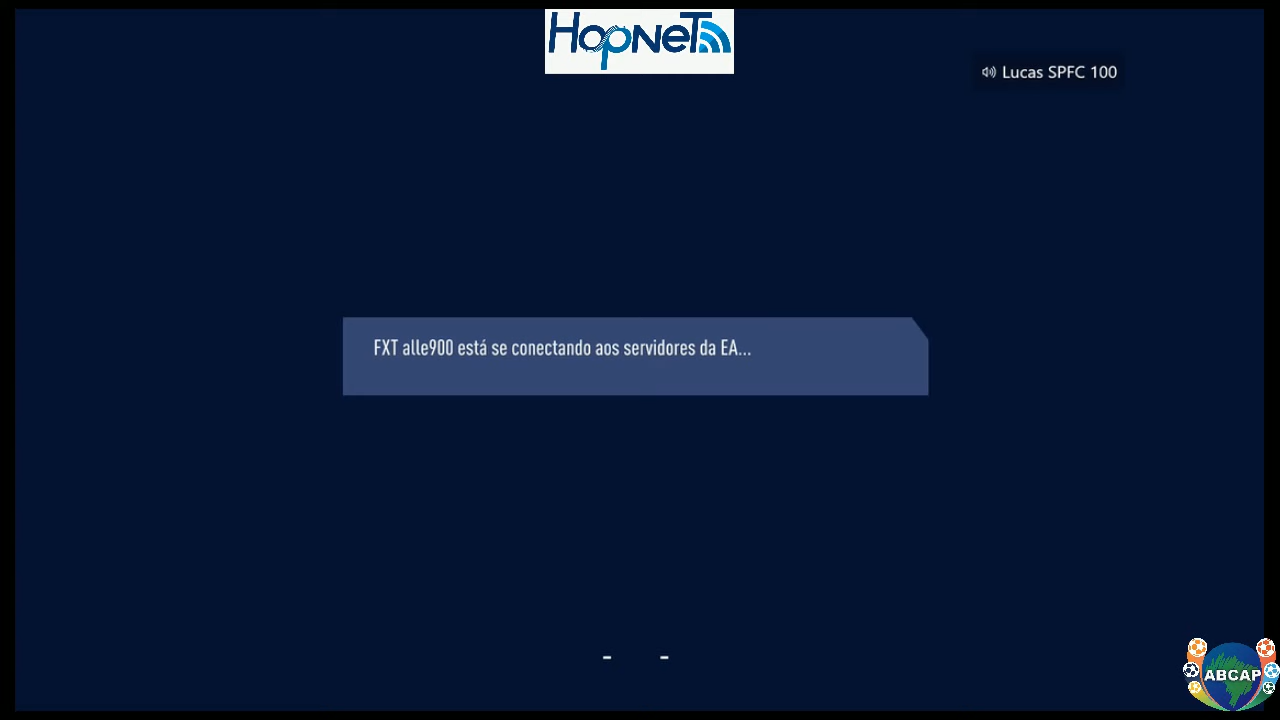 HopNeT
Lucas SPFC 100
FXT alle900 está se conectando aos servidores da EA...
- -
ABCAP